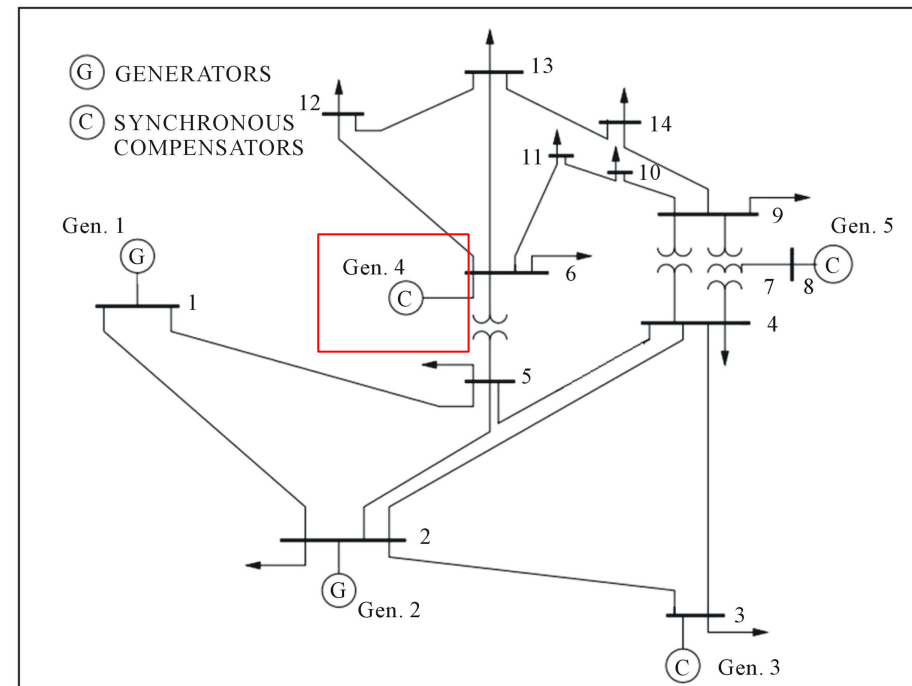 G GENERATORS
C SYNCHRONOUS
COMPENSATORS
13
12
14
11
10
9
Gen. 1
G
1
Gen. 4
C
6
Gen. 5
C
7
8
4
5
2
G
Gen. 2
3
C
Gen. 3